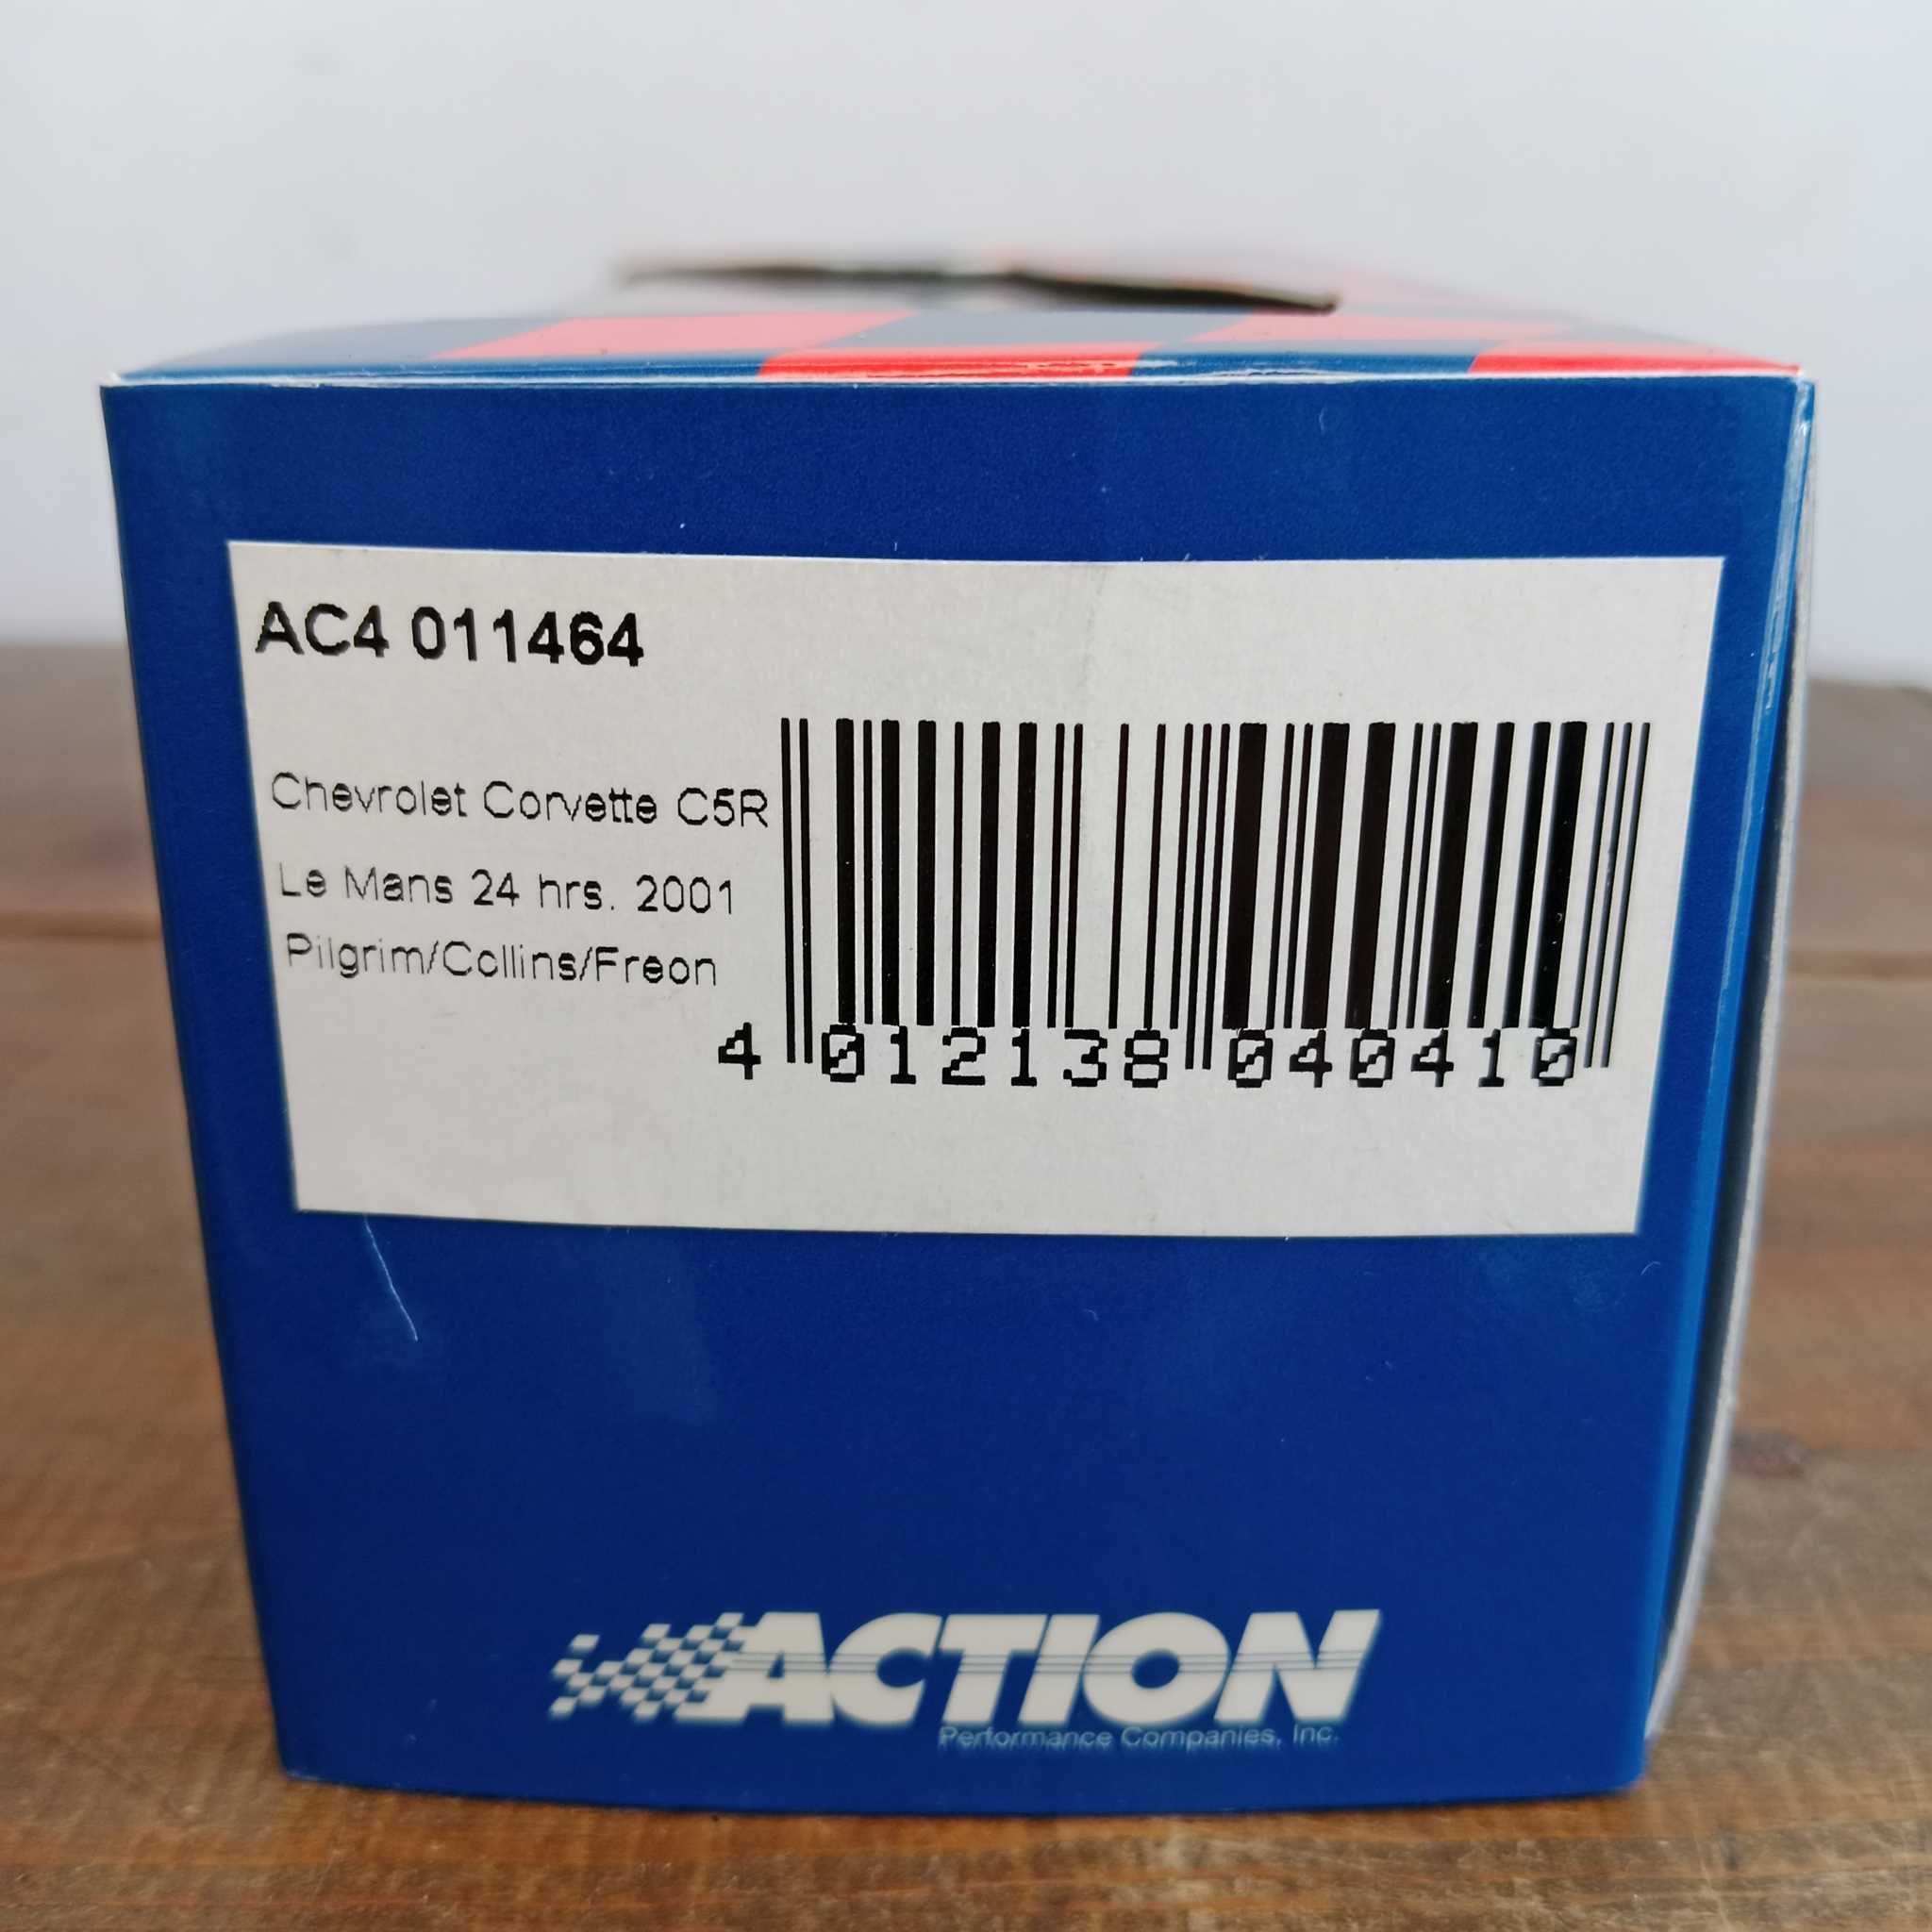 AC4 011464
Chevrolet Corvette C5R
Le Mans 24 hrs. 2001
Pilgrim/Collins/Freon
4 012138 040410
ACTION
Performance Companies, Inc.